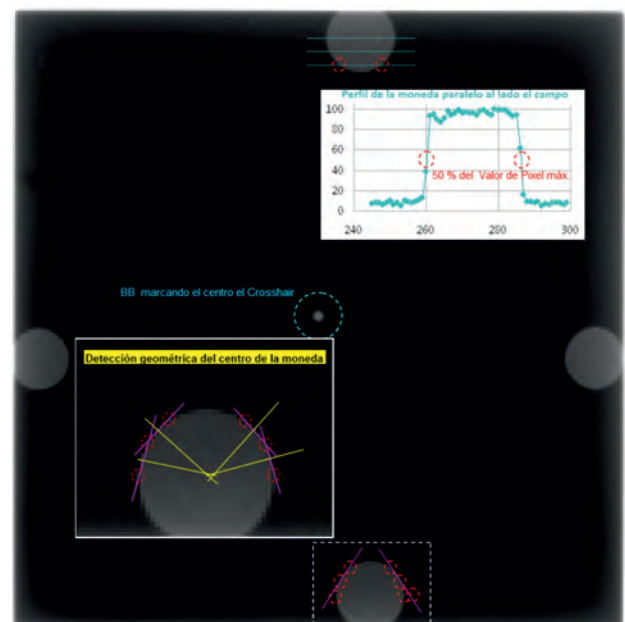 Perfil de la moneda paralelo al lado el campo
100
80
60
40
20
0
50 % del Valor de Pixel máx.
240 260 280 300
BB marcando el centro el Crosshair
Detección geométrica del centro de la moneda